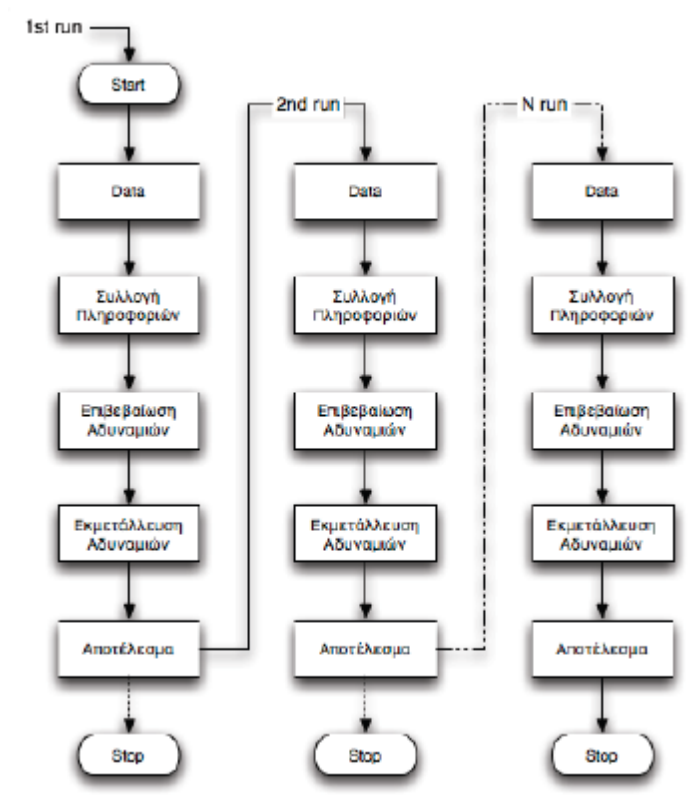 1st run
Start
Data
Συλλογή
Πληροφοριών
Επιβεβαίωση
Αδυναμιών
Εκμετάλλευση
Αδυναμιών
Αποτέλεσμα
Stop
2nd run
Data
Συλλογή
Πληροφοριών
Επιβεβαίωση
Αδυναμιών
Εκμετάλλευση
Αδυναμιών
Αποτέλεσμα
Stop
N run
Data
Συλλογή
Πληροφοριών
Επιβεβαίωση
Αδυναμιών
Εκμετάλλευση
Αδυναμιών
Αποτέλεσμα
Stop